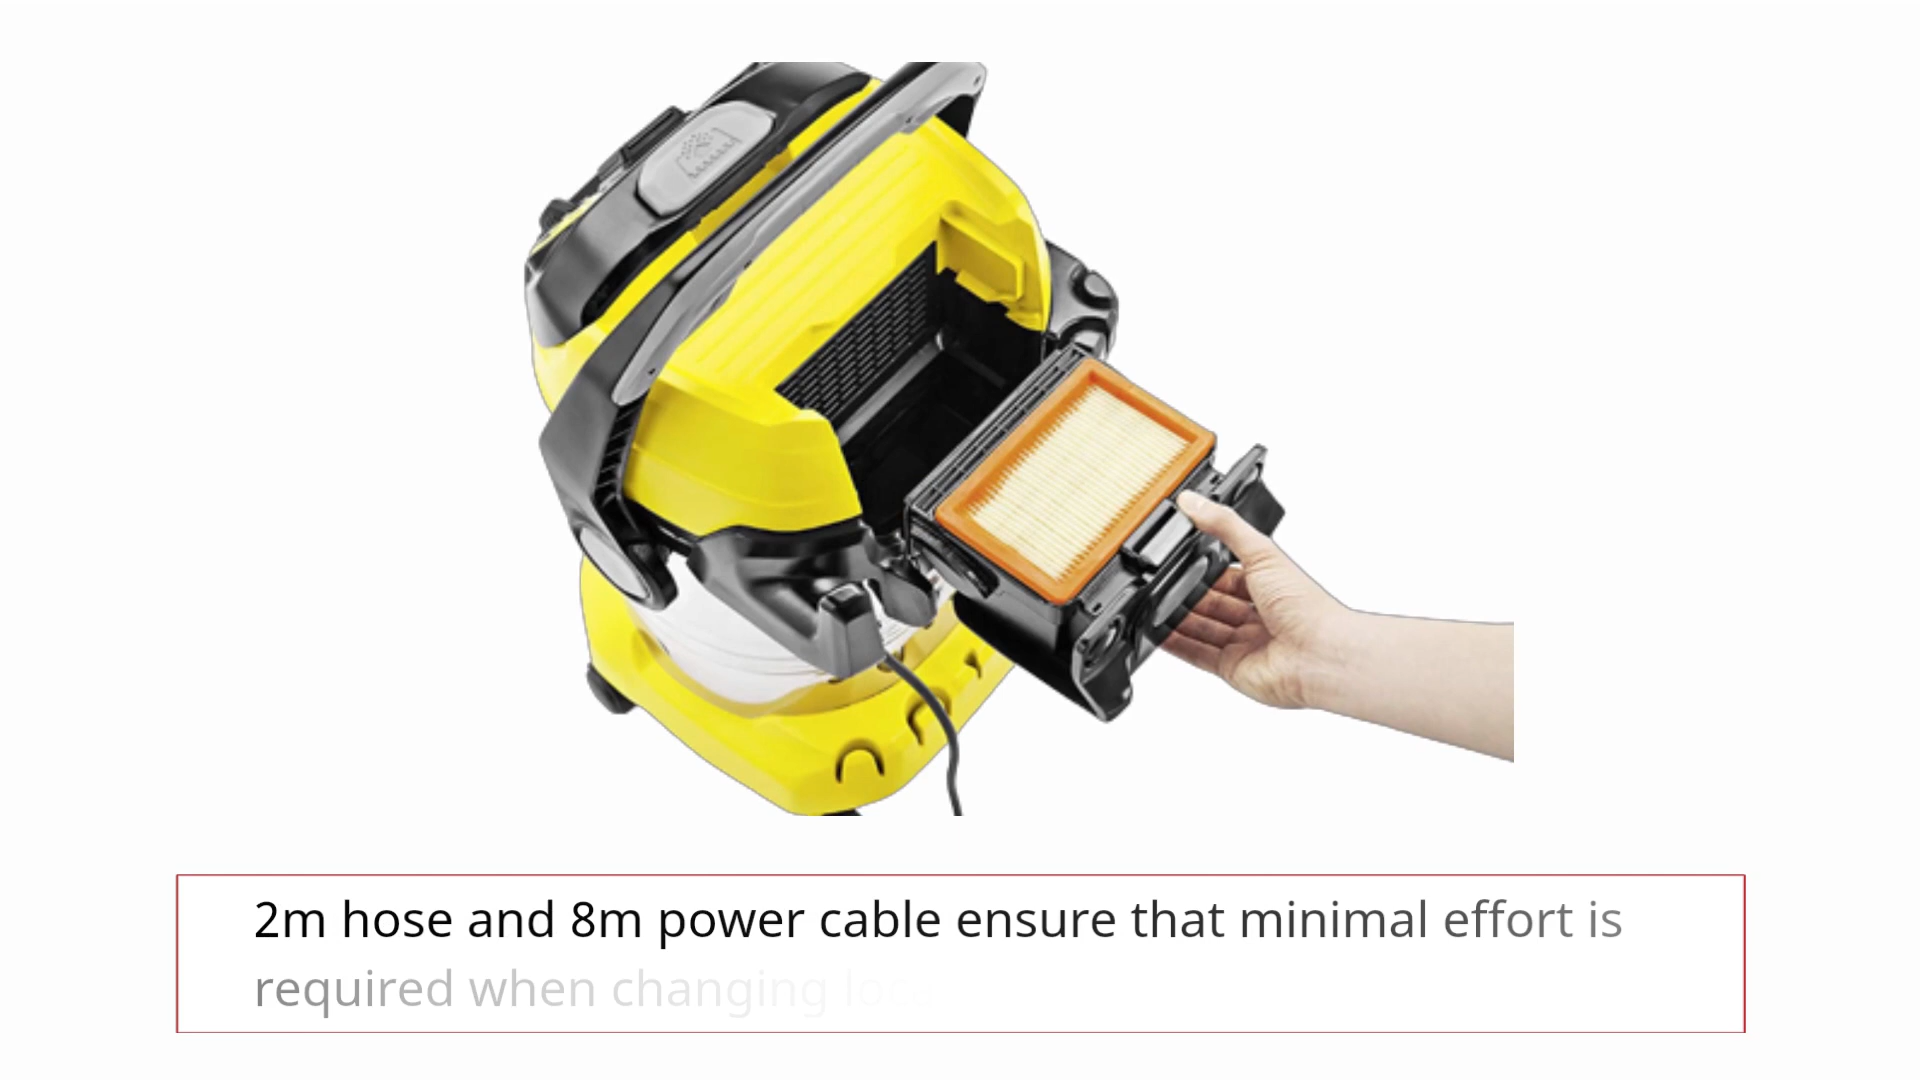 2m hose and 8m power cable ensure that minimal effort is
required when changing